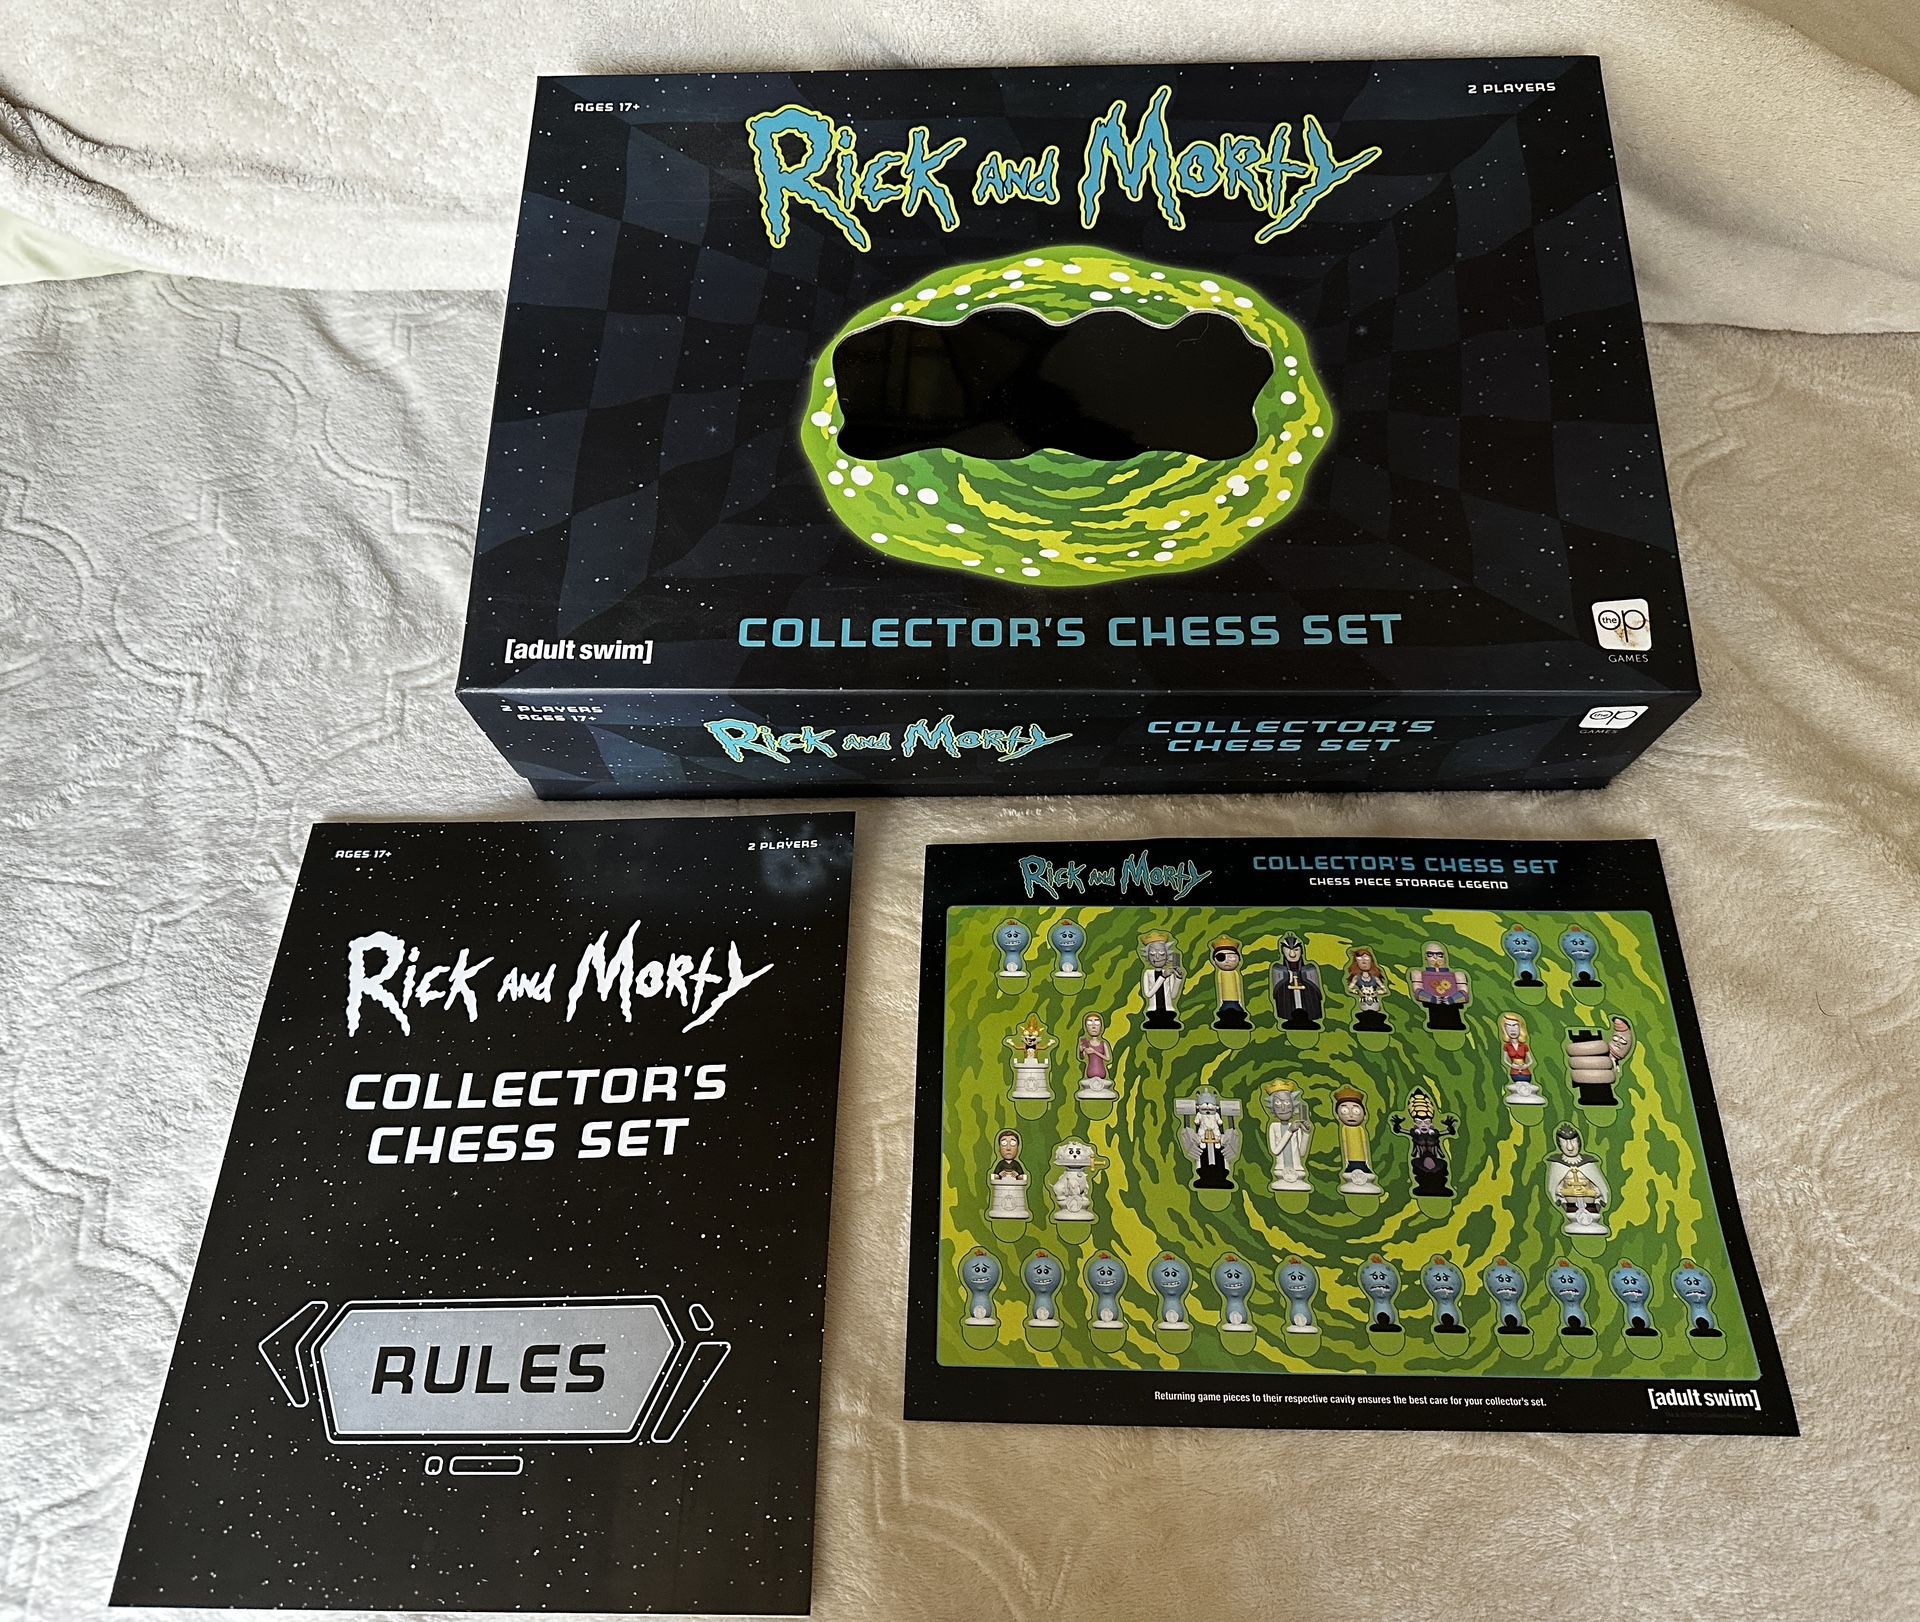 AGES 17+
2 PLAYERS
RICK AND MORTY
COLLECTOR'S CHESS SET
[adult swim]
the op
GAMES
2 PLAYERS
AGES 17+
RICK AND MORTY
COLLECTOR'S
CHESS SET
the op
GAMES
AGES 17+
2 PLAYERS
RICK AND MORTY
COLLECTOR'S
CHESS SET
RULES
RICK AND MORTY
COLLECTOR'S CHESS SET
CHESS PIECE STORAGE LEGEND
Returning game pieces to their respective cavity ensures the best care for your collector's set.
[adult swim]